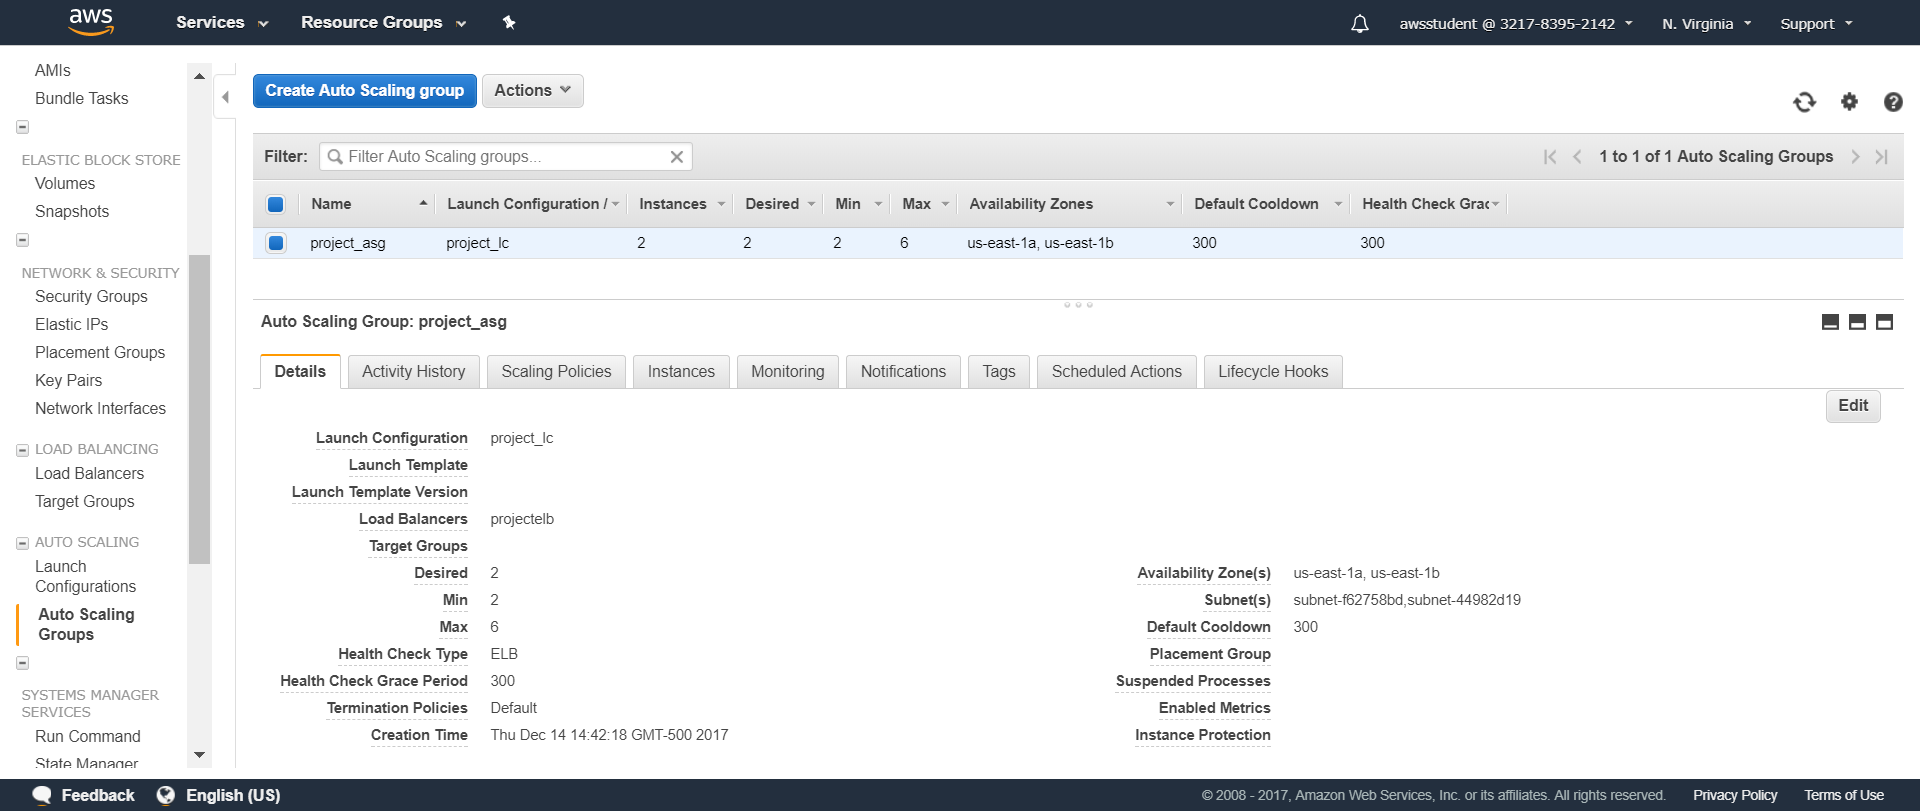 aws Services Resource Groups awsstudent @ 3217-8395-2142 N. Virginia Support
AMIs
Bundle Tasks
ELASTIC BLOCK STORE
Volumes
Snapshots
NETWORK & SECURITY
Security Groups
Elastic IPs
Placement Groups
Key Pairs
Network Interfaces
LOAD BALANCING
Load Balancers
Target Groups
AUTO SCALING
Launch
Configurations
Auto Scaling
Groups
SYSTEMS MANAGER
SERVICES
Run Command
State Manager
Create Auto Scaling group Actions
Filter: Filter Auto Scaling groups... 1 to 1 of 1 Auto Scaling Groups
Name Launch Configuration / Instances Desired Min Max Availability Zones Default Cooldown Health Check Grac
project_asg project_lc 2 2 2 6 us-east-1a, us-east-1b 300 300
Auto Scaling Group: project_asg
Details Activity History Scaling Policies Instances Monitoring Notifications Tags Scheduled Actions Lifecycle Hooks
Edit
Launch Configuration project_lc
Launch Template
Launch Template Version
Load Balancers projectelb
Target Groups
Desired 2 Availability Zone(s) us-east-1a, us-east-1b
Min 2 Subnet(s) subnet-f62758bd,subnet-44982d19
Max 6 Default Cooldown 300
Health Check Type ELB Placement Group
Health Check Grace Period 300 Suspended Processes
Termination Policies Default Enabled Metrics
Creation Time Thu Dec 14 14:42:18 GMT-500 2017 Instance Protection
Feedback English (US) © 2008 - 2017, Amazon Web Services, Inc. or its affiliates. All rights reserved. Privacy Policy Terms of Use